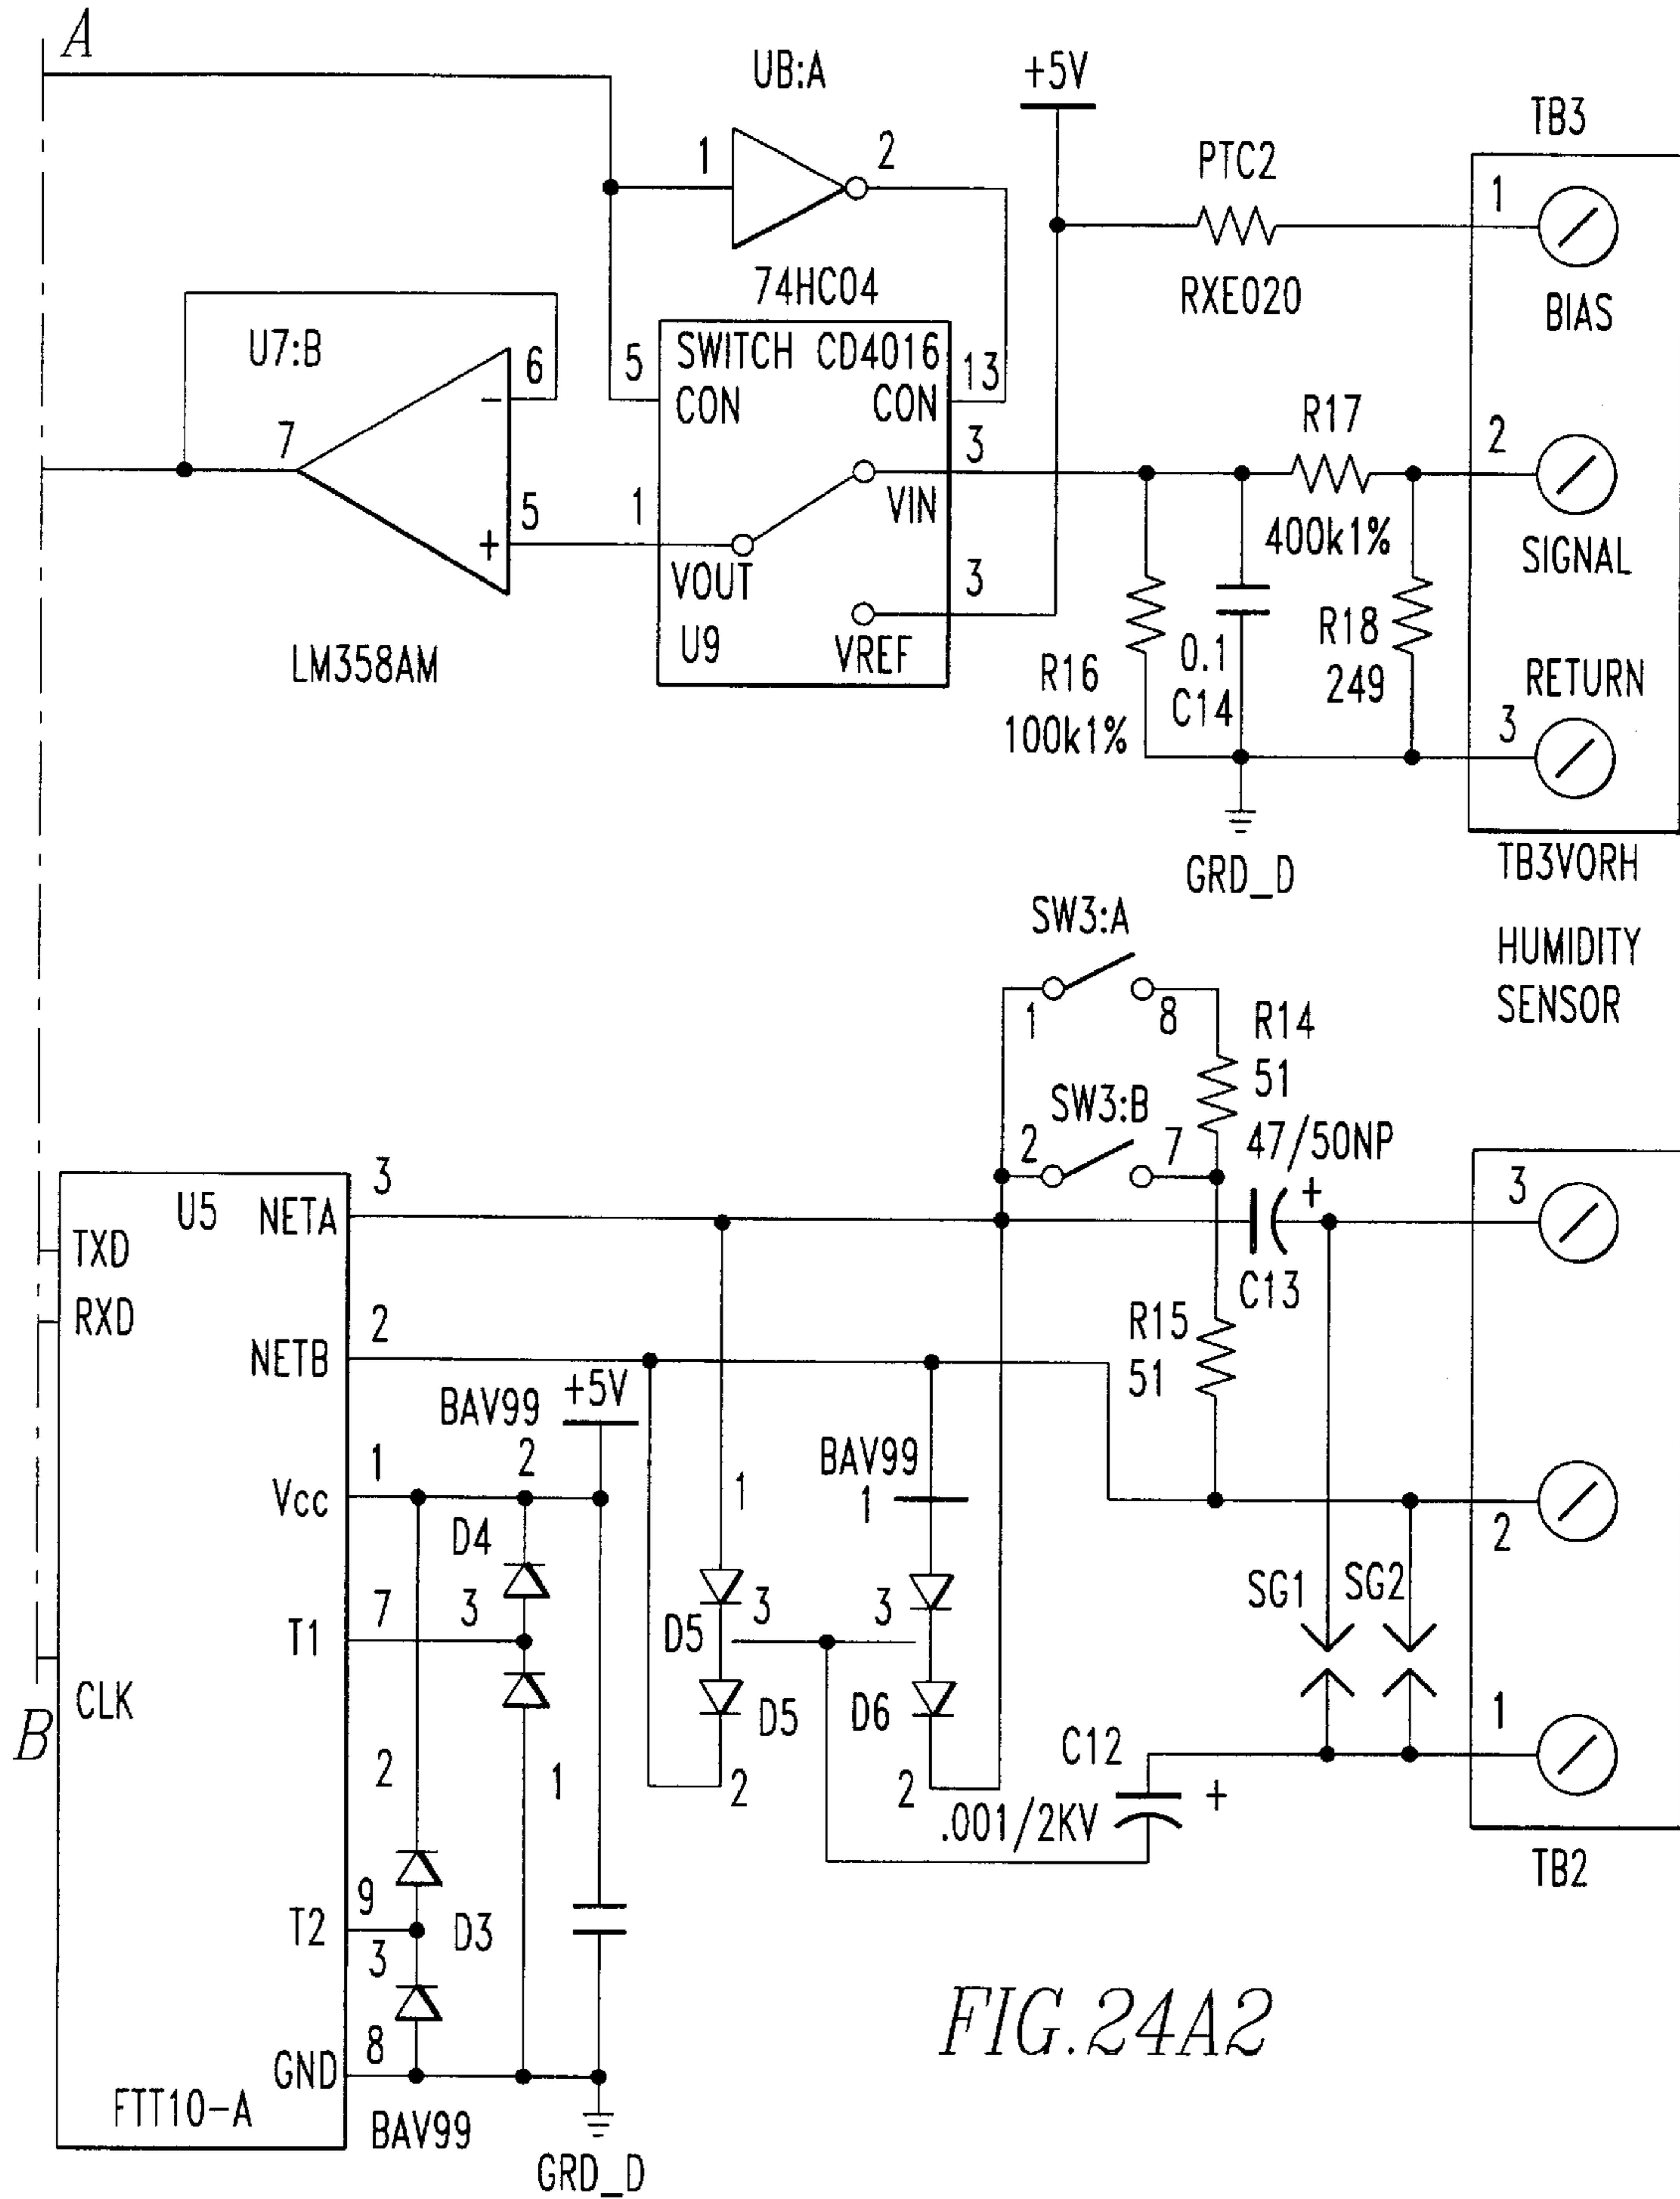 A
UB:A
+5V
TB3
1
2
PTC2
1
74HC04
RXE020
BIAS
U7:B
6
5
SWITCH CD4016
13
CON
CON
R17
7
−
3
2
5
1
VIN
400k1%
SIGNAL
+
VOUT
3
R18
LM358AM
U9
VREF
R16
0.1
249
RETURN
100k1%
C14
3
GRD_D
TB3VORH
SW3:A
HUMIDITY
SENSOR
1
8
R14
51
SW3:B
2
7
47/50NP
U5
NETA
3
+
3
TXD
C13
RXD
2
R15
NETB
51
BAV99
+5V
1
2
BAV99
Vcc
1
1
2
D4
SG1
SG2
7
3
3
3
T1
D5
CLK
B
D5
D6
C12
1
2
1
2
2
.001/2KV
+
9
TB2
T2
3
D3
8
GND
FIG.24A2
FTT10-A
BAV99
GRD_D